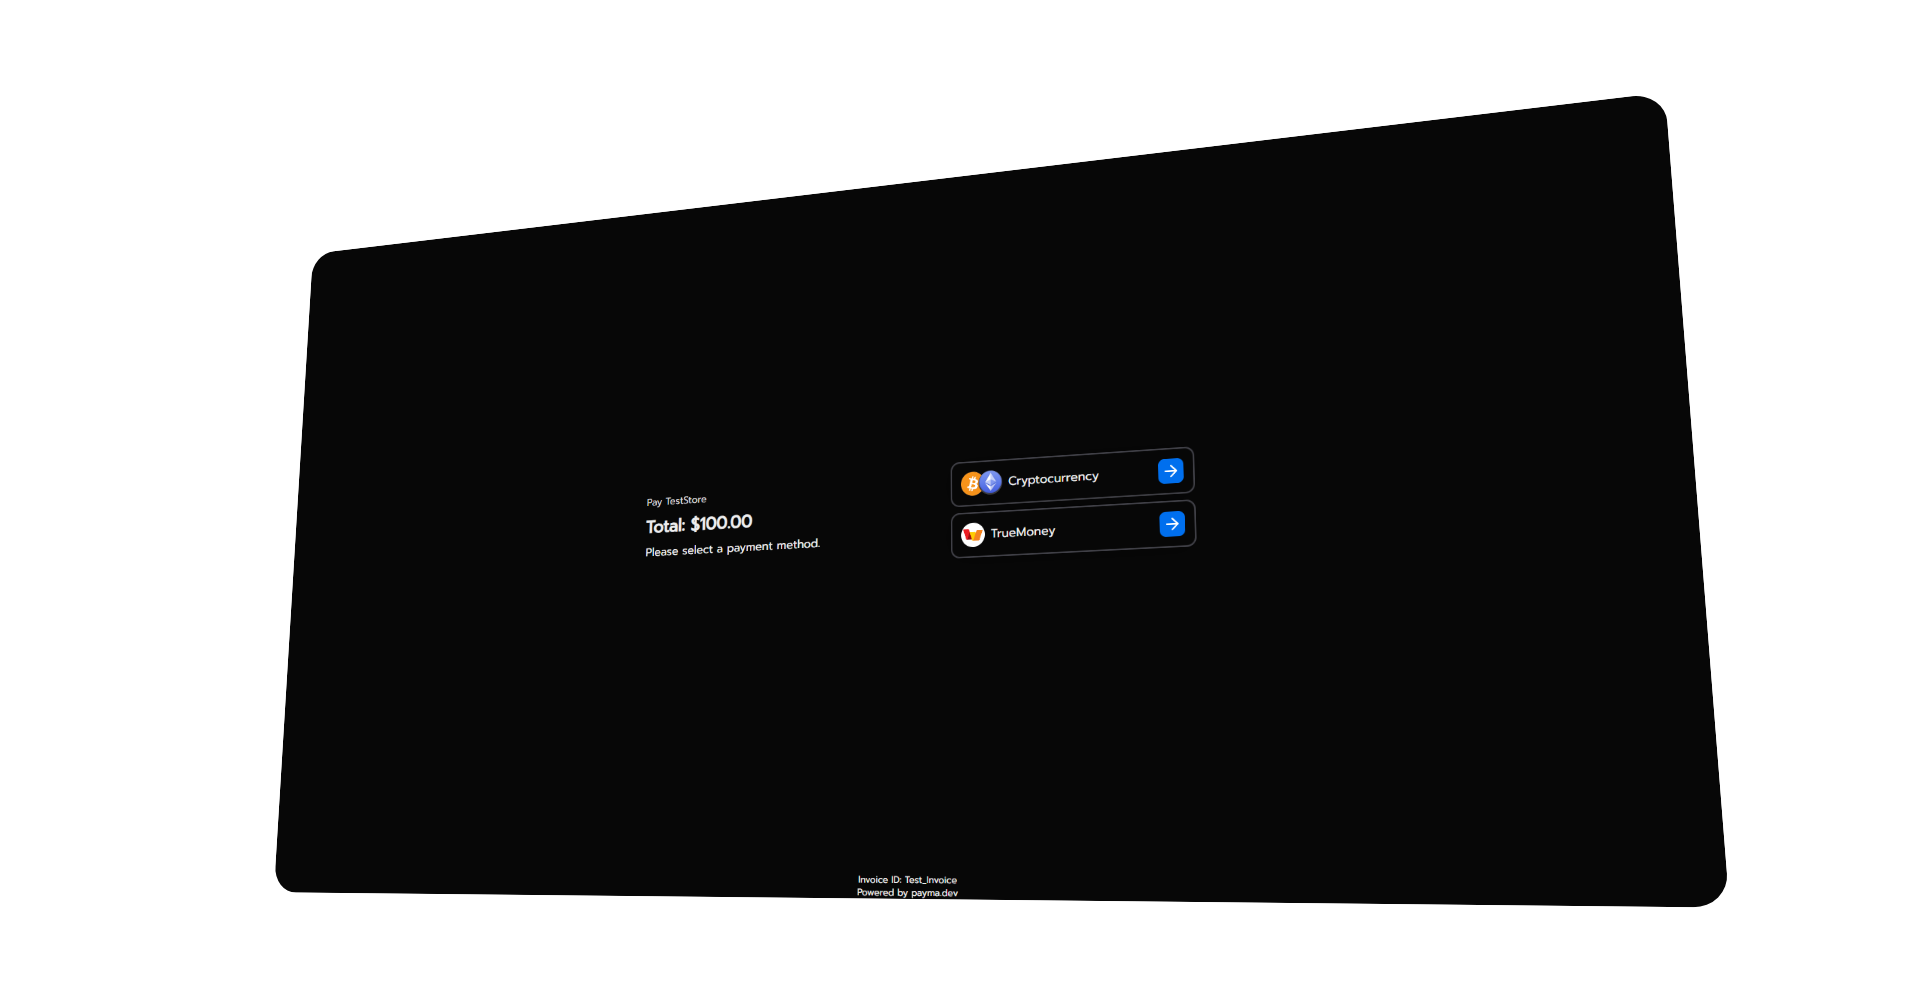 Pay TestStore
Total: $100.00
Please select a payment method.
Cryptocurrency
TrueMoney
Invoice ID: Test_Invoice
Powered by payma.dev